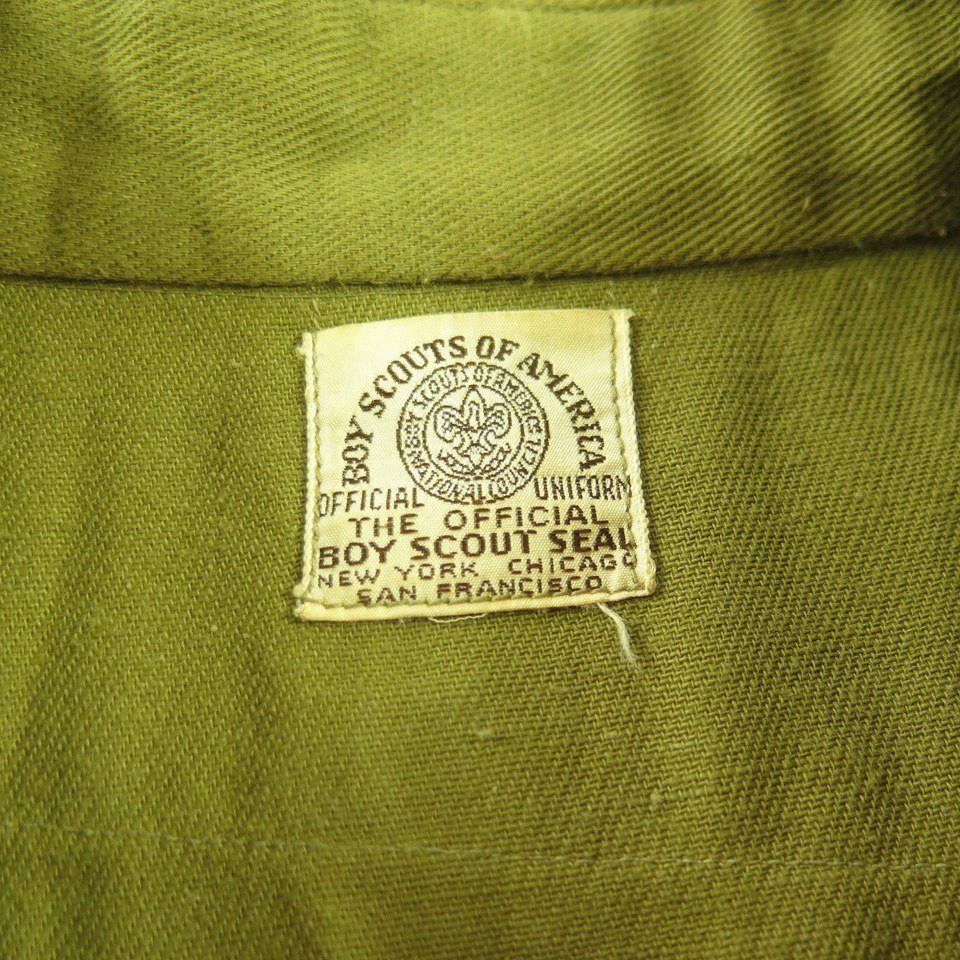 BOY SCOUTS OF AMERICA
BOY SCOUTS OF AMERICA
NATIONAL COUNCIL
OFFICIAL UNIFORM
THE OFFICIAL
BOY SCOUT SEAL
NEW YORK CHICAGO
SAN FRANCISCO